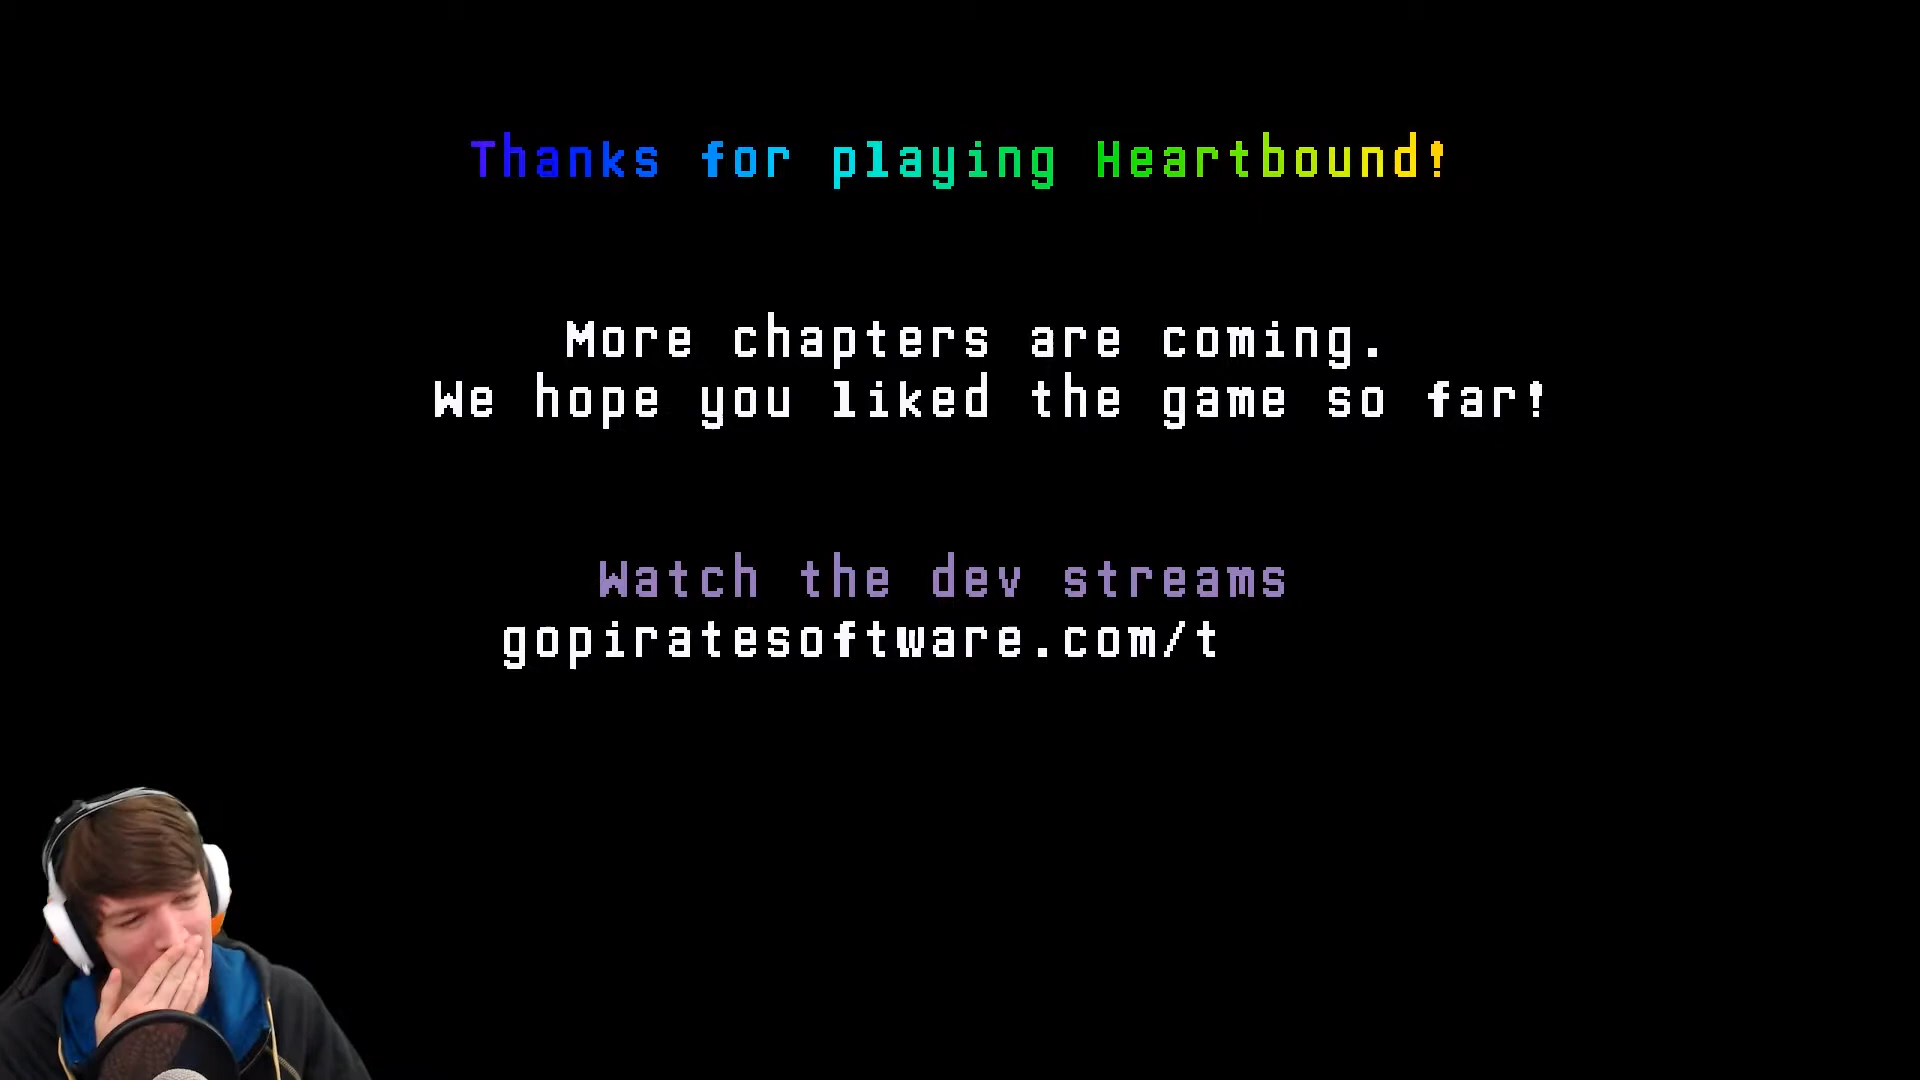 Thanks for playing Heartbound!
More chapters are coming.
We hope you liked the game so far!
Watch the dev streams
gopiratesoftware.com/t